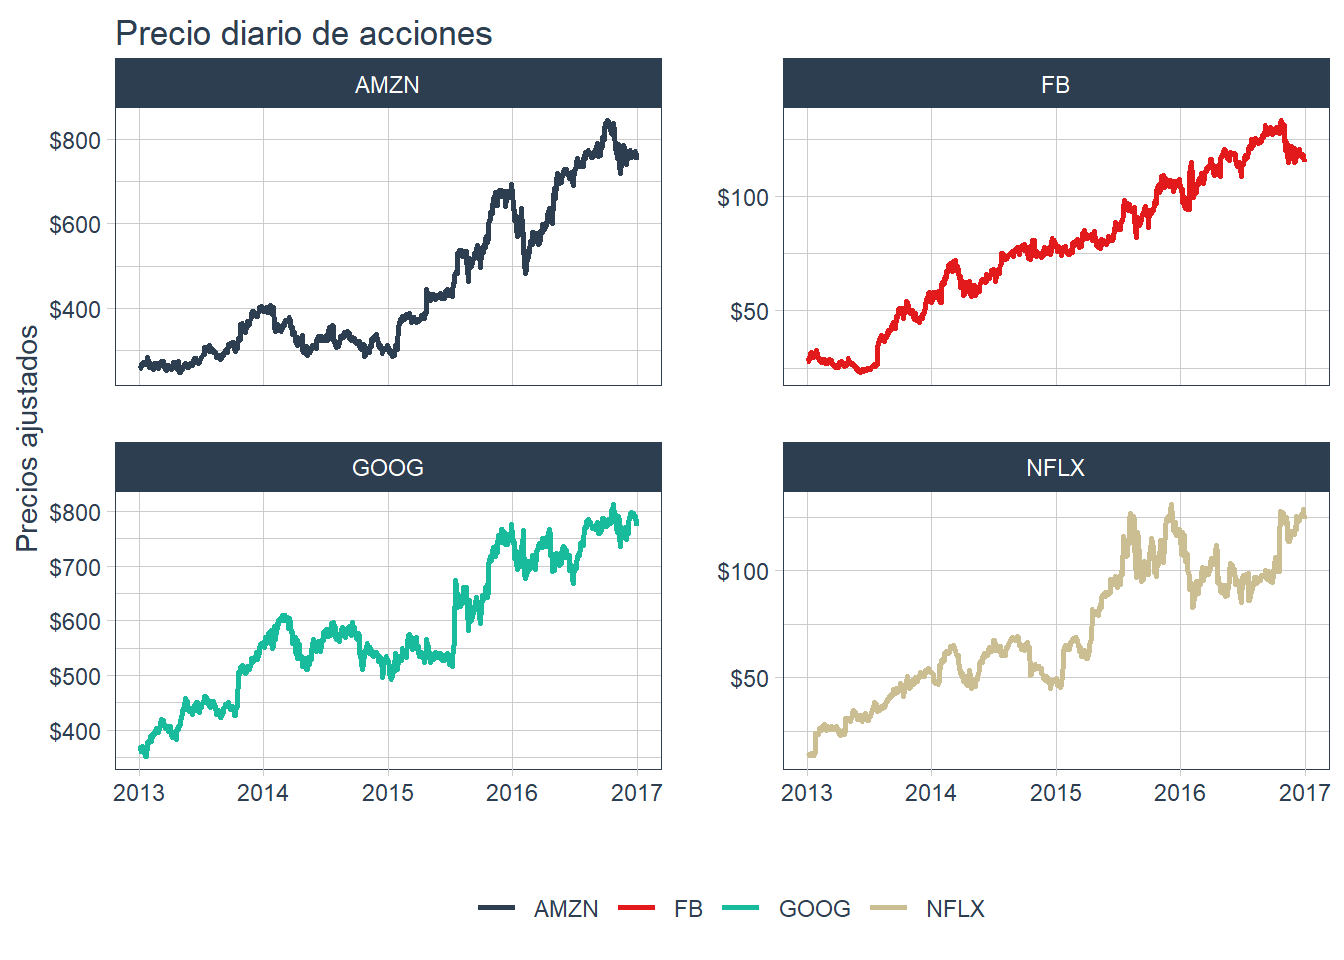 Precio diario de acciones
AMZN
FB
$800
$600
$400
$100
$50
Precios ajustados
GOOG
NFLX
$800
$700
$600
$500
$400
$100
$50
2013 2014 2015 2016 2017
2013 2014 2015 2016 2017
AMZN FB GOOG NFLX